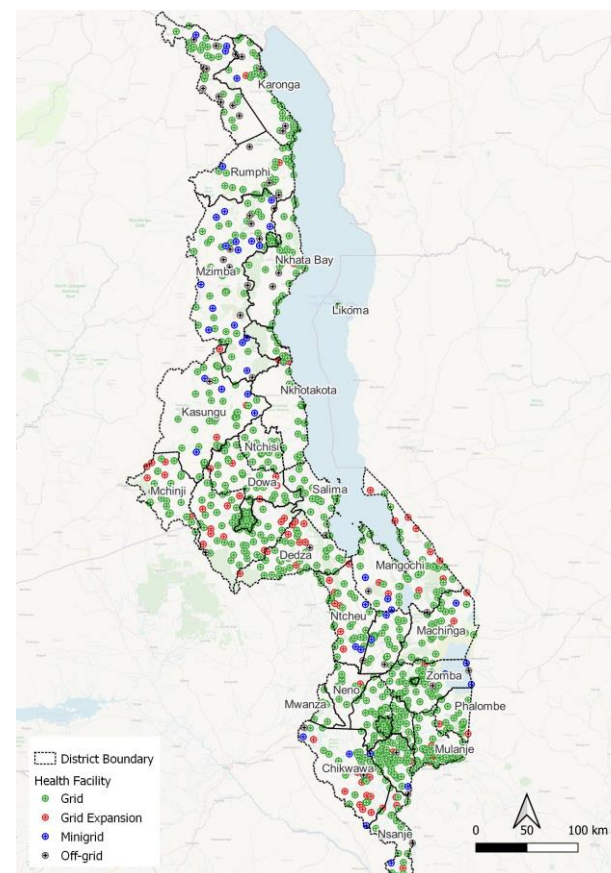 Karonga
Rumphi
Mzimba
Nkhata Bay
Likoma
Nkhotakota
Kasungu
Ntchisi
Mchinji
Dowa
Salima
Dedza
Mangochi
Ntcheu
Machinga
Zomba
Neno
Mwanza
Phalombe
Mulanje
Chikwawa
Nsanje
District Boundary
Health Facility
Grid
Grid Expansion
Minigrid
Off-grid
0 50 100 km